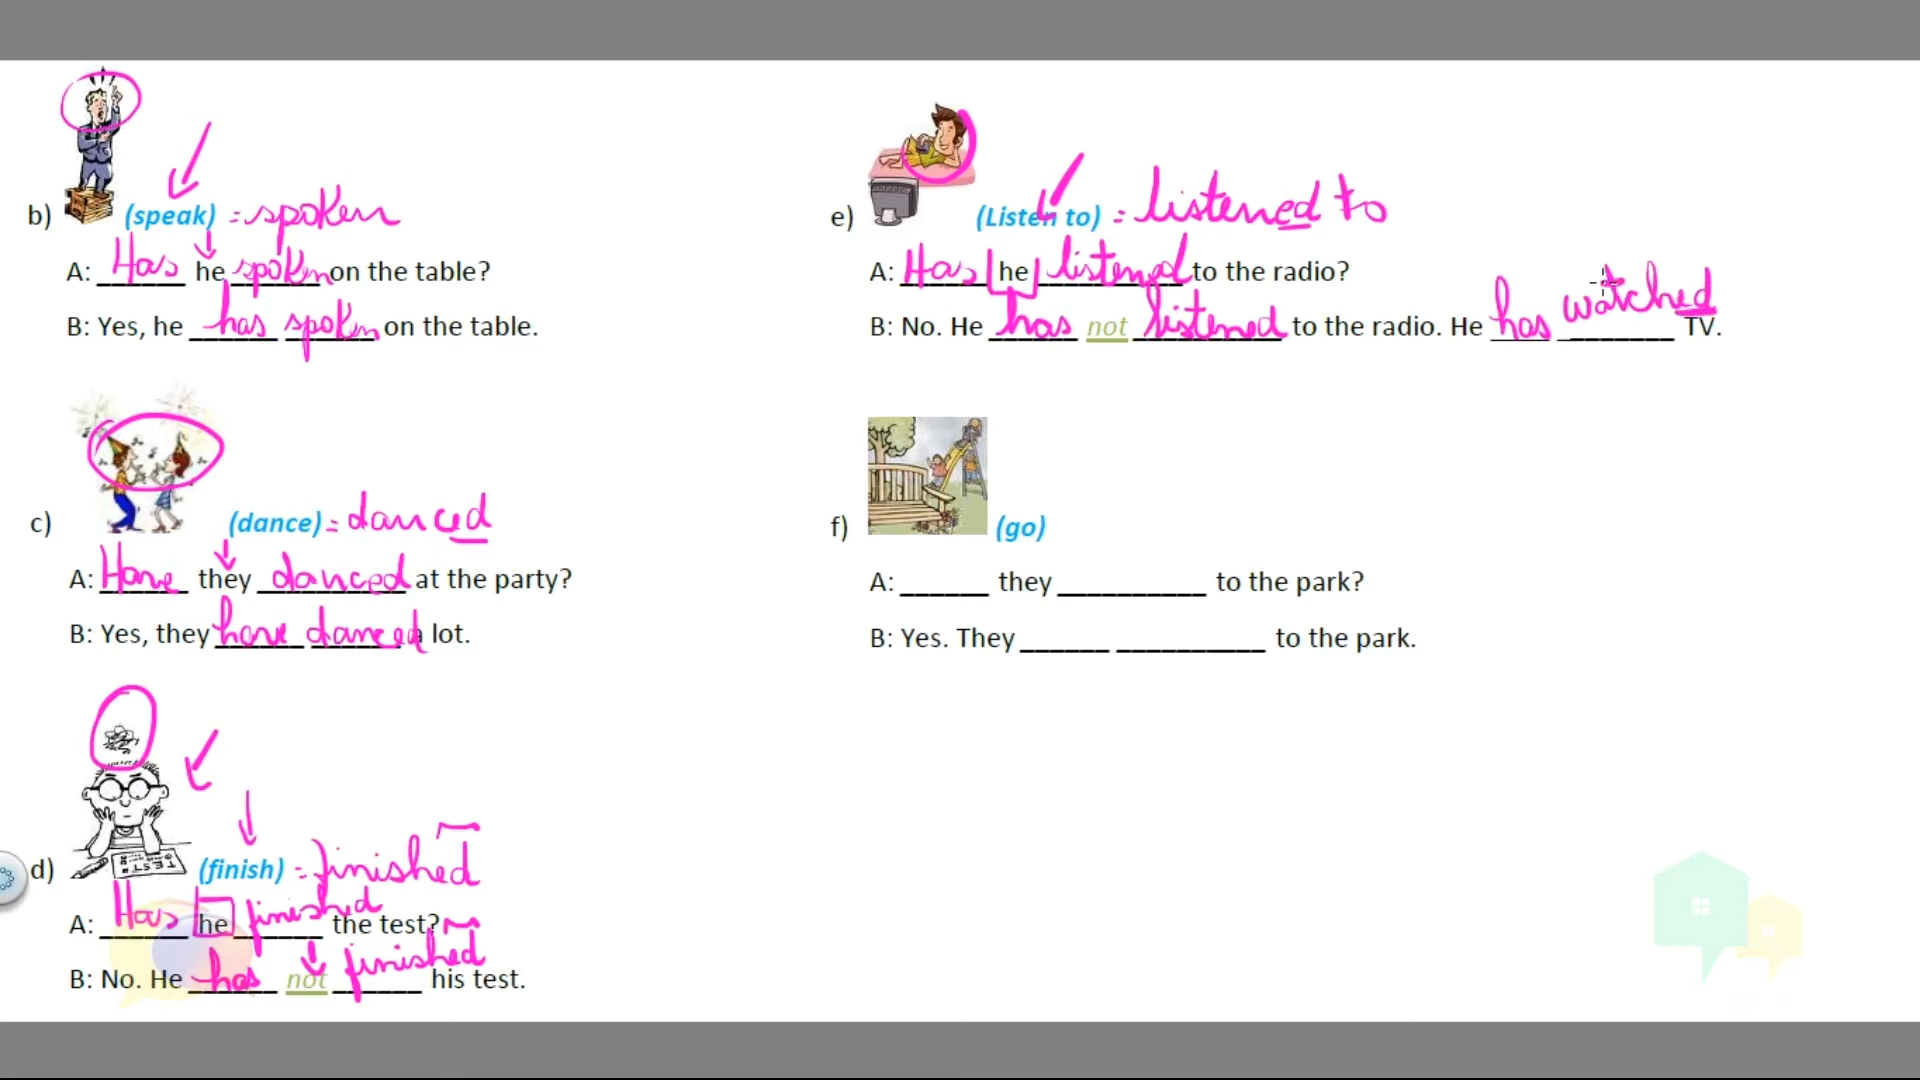 b) (speak) = spoken
A: Has he spoken on the table?
B: Yes, he has spoken on the table.
c) (dance) = danced
A: Have they danced at the party?
B: Yes, they have danced a lot.
TEST
d) (finish) = finished
A: Has he finished the test?
B: No. He has not finished his test.
e) (Listen to) = listened to
A: Has he listened to the radio?
B: No. He has not listened to the radio. He has watched TV.
f) (go)
A: ______ they __________ to the park?
B: Yes. They ______ __________ to the park.